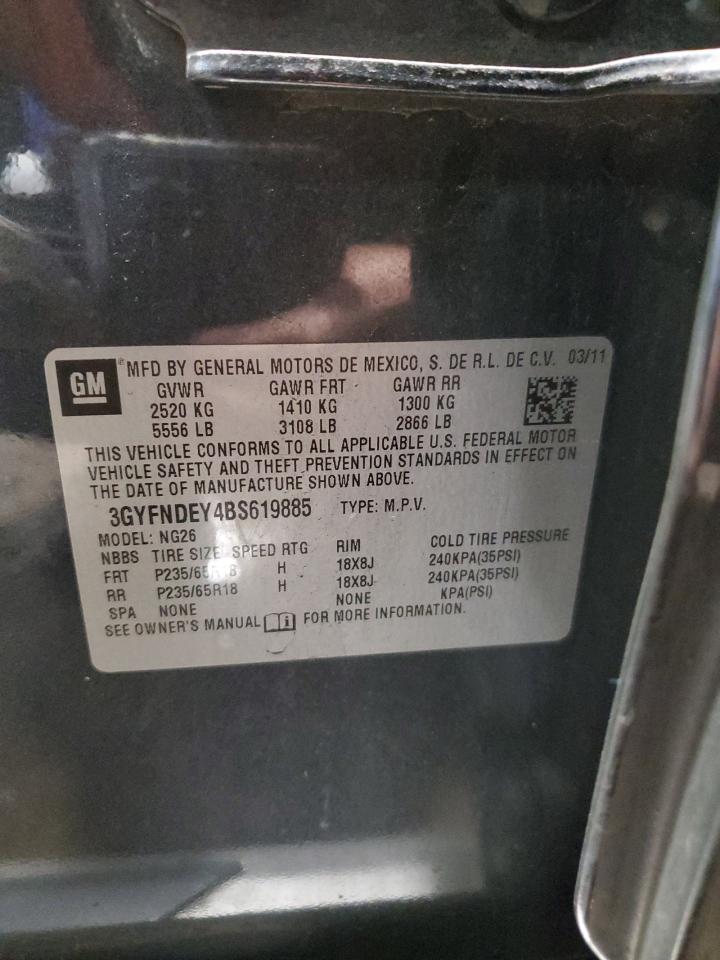 GM
® MFD BY GENERAL MOTORS DE MEXICO, S. DE R.L. DE C.V. 03/11
GVWR GAWR FRT GAWR RR
2520 KG 1410 KG 1300 KG
5556 LB 3108 LB 2866 LB
THIS VEHICLE CONFORMS TO ALL APPLICABLE U.S. FEDERAL MOTOR
VEHICLE SAFETY AND THEFT PREVENTION STANDARDS IN EFFECT ON
THE DATE OF MANUFACTURE SHOWN ABOVE.
3GYFNDEY4BS619885 TYPE: M.P.V.
MODEL: NG26
NBBS TIRE SIZE SPEED RTG RIM COLD TIRE PRESSURE
FRT P235/65R18 H 18X8J 240KPA(35PSI)
RR P235/65R18 H 18X8J 240KPA(35PSI)
SPA NONE NONE KPA(PSI)
SEE OWNER'S MANUAL FOR MORE INFORMATION.